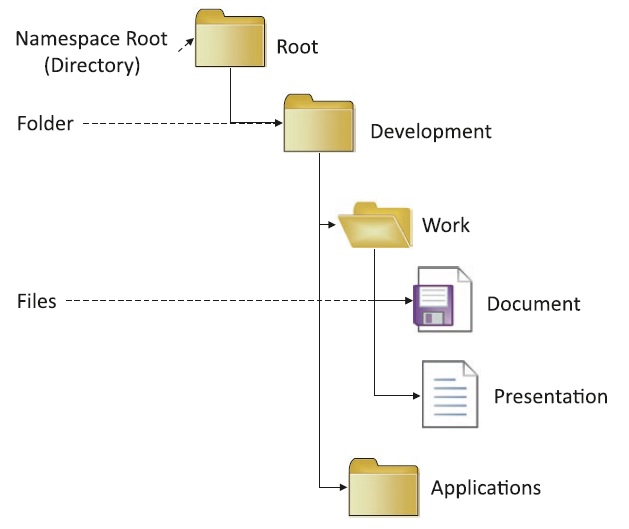 Namespace Root
(Directory)
Root
Folder
Development
Work
Files
Document
Presentation
Applications